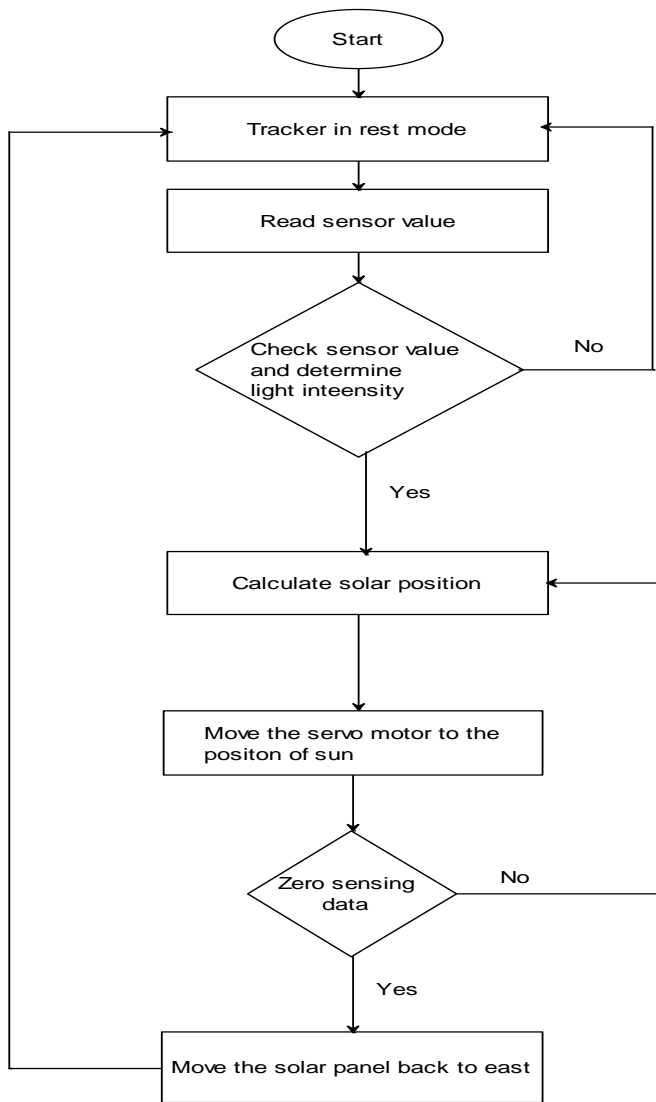 Start
Tracker in rest mode
Read sensor value
Check sensor value
and determine
light inteensity
No
Yes
Calculate solar position
Move the servo motor to the
positon of sun
Zero sensing
data
No
Yes
Move the solar panel back to east